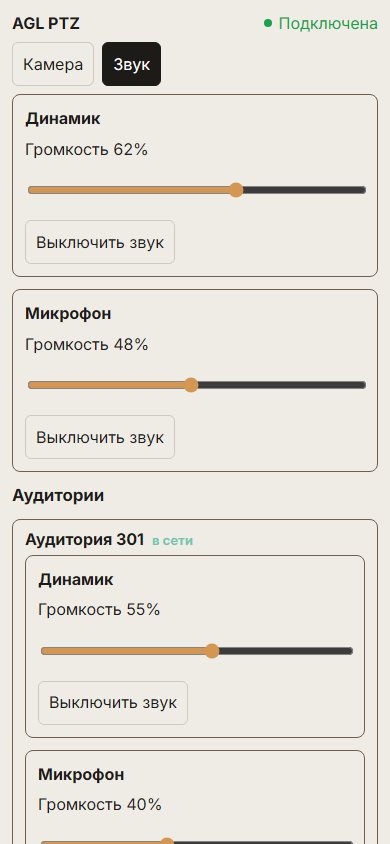 AGL PTZ
Подключена
Камера
Звук
Динамик
Громкость 62%
Выключить звук
Микрофон
Громкость 48%
Выключить звук
Аудитории
Аудитория 301 в сети
Динамик
Громкость 55%
Выключить звук
Микрофон
Громкость 40%